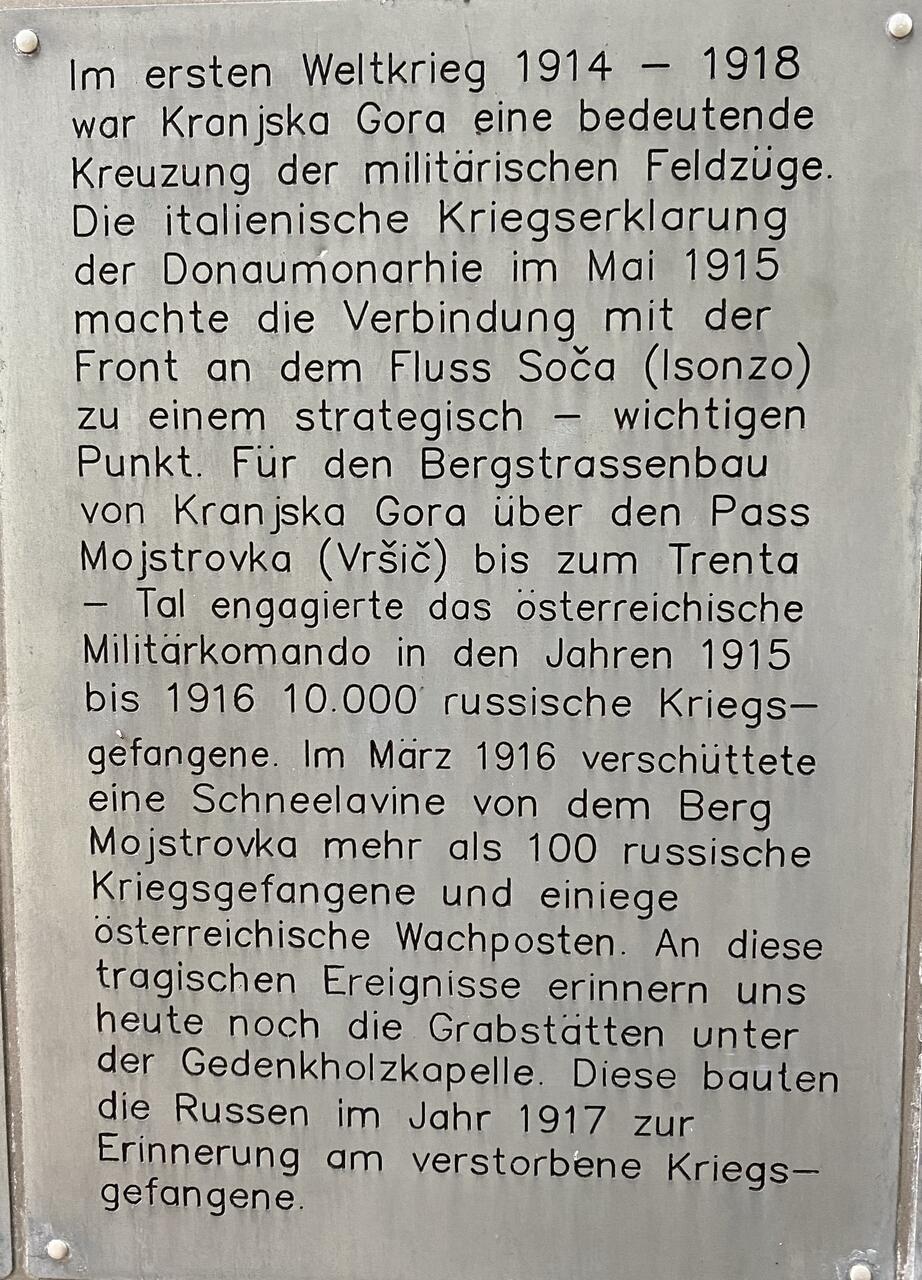 Im ersten Weltkrieg 1914 – 1918
war Kranjska Gora eine bedeutende
Kreuzung der militärischen Feldzüge.
Die italienische Kriegserklarung
der Donaumonarhie im Mai 1915
machte die Verbindung mit der
Front an dem Fluss Soča (Isonzo)
zu einem strategisch – wichtigen
Punkt. Für den Bergstrassenbau
von Kranjska Gora über den Pass
Mojstrovka (Vršič) bis zum Trenta
– Tal engagierte das österreichische
Militärkomando in den Jahren 1915
bis 1916 10.000 russische Kriegs–
gefangene. Im März 1916 verschüttete
eine Schneelavine von dem Berg
Mojstrovka mehr als 100 russische
Kriegsgefangene und einiege
österreichische Wachposten. An diese
tragischen Ereignisse erinnern uns
heute noch die Grabstätten unter
der Gedenkholzkapelle. Diese bauten
die Russen im Jahr 1917 zur
Erinnerung am verstorbene Kriegs–
gefangene.